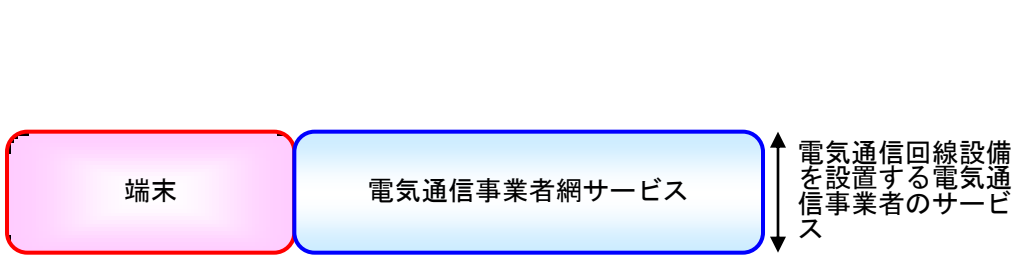 端末
電気通信事業者網サービス
電気通信回線設備
を設置する電気通
信事業者のサービ
ス